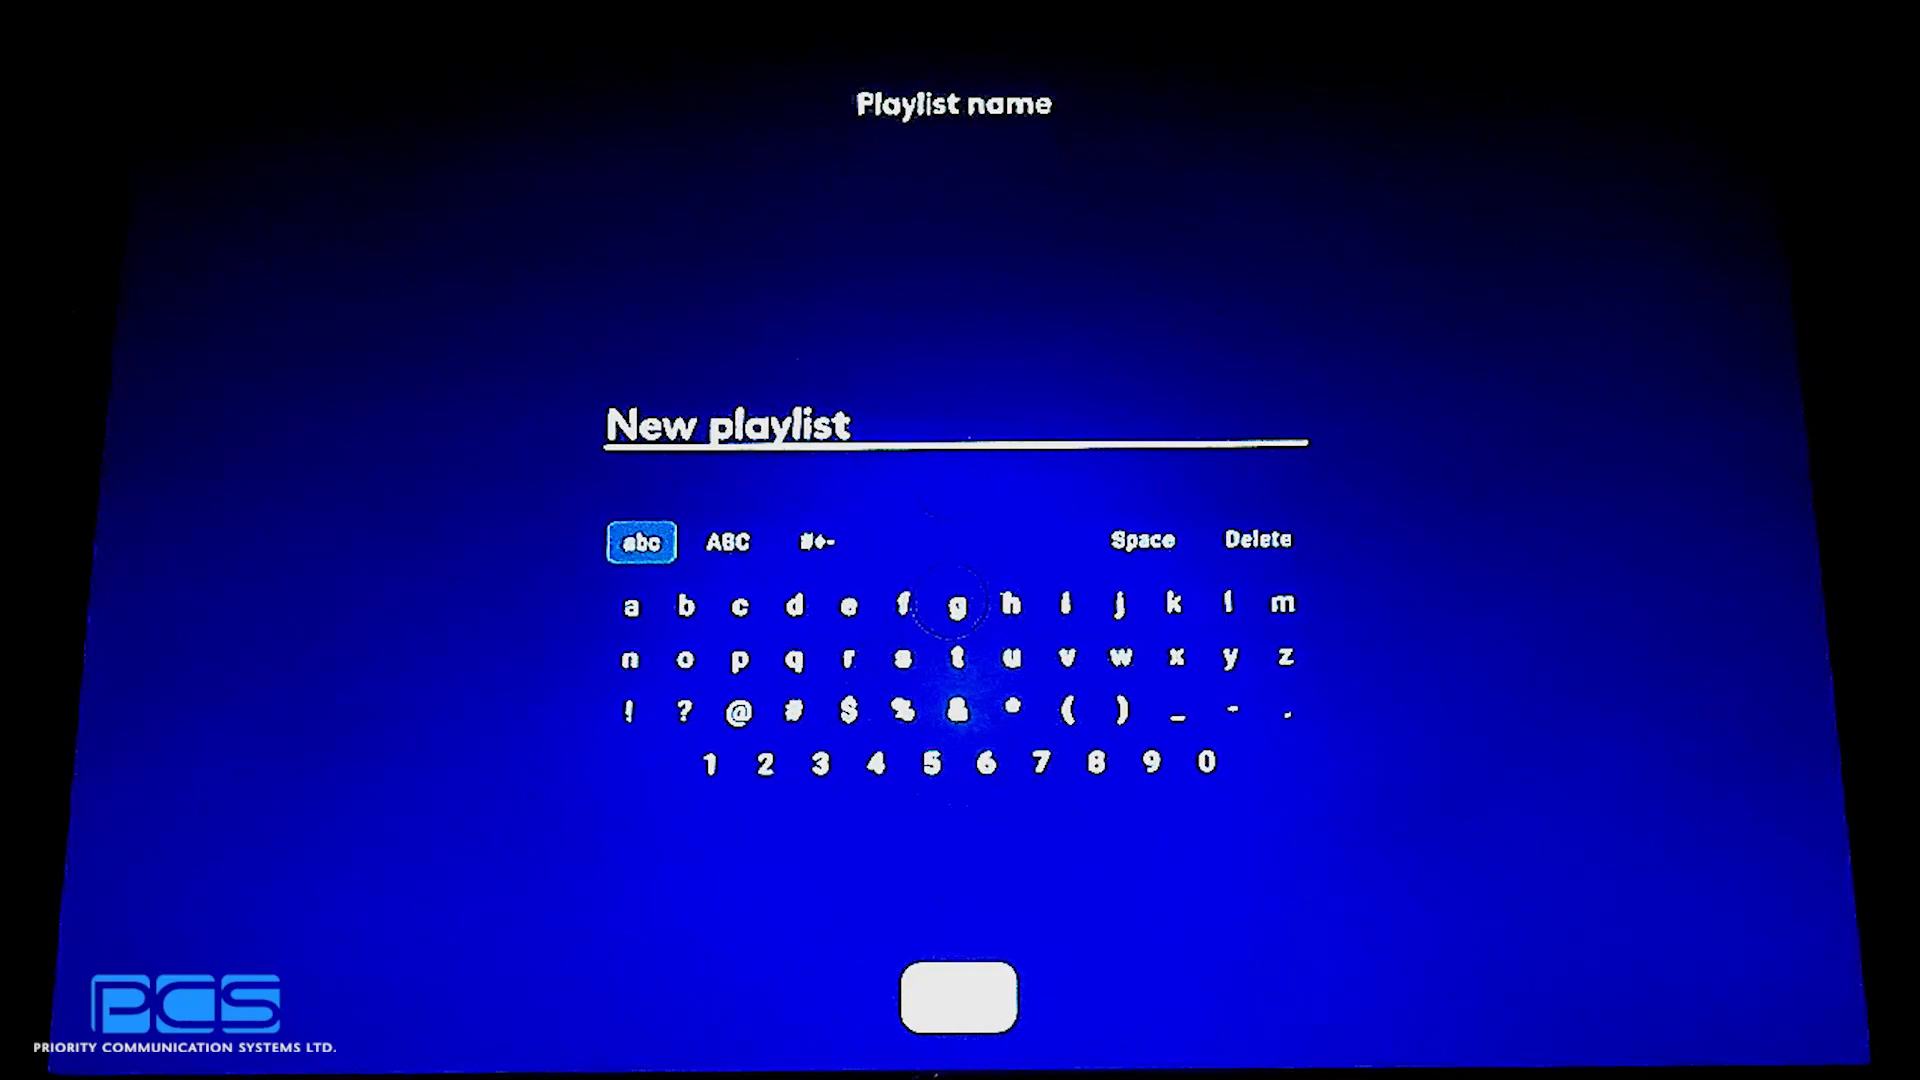 Playlist name
New playlist
abc ABC #+- Space Delete
a b c d e f g h i j k l m
n o p q r s t u v w x y z
! ? @ # $ % & * ( ) _ - .
1 2 3 4 5 6 7 8 9 0
PCS
PRIORITY COMMUNICATION SYSTEMS LTD.